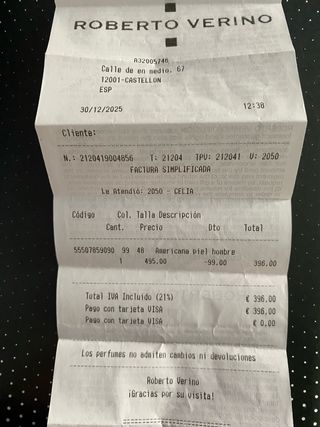 ROBERTO VERINO
A32005746
Calle de en medio, 67
12001-CASTELLON
ESP
30/12/2025 12:38
Cliente:
N.: 2120419004856 T: 21204 TPV: 212041 V: 2050
FACTURA SIMPLIFICADA
Le Atendió: 2050 - CELIA
Código Col. Talla Descripción
Cant. Precio Dto Total
55507859090 99 48 Americana piel hombre
1 495.00 -99.00 396,00
Total IVA Incluido (21%) € 396,00
Pago con tarjeta VISA € 396,00
Pago con tarjeta VISA € 0,00
Los perfumes no admiten cambios ni devoluciones
Roberto Verino
¡Gracias por su visita!